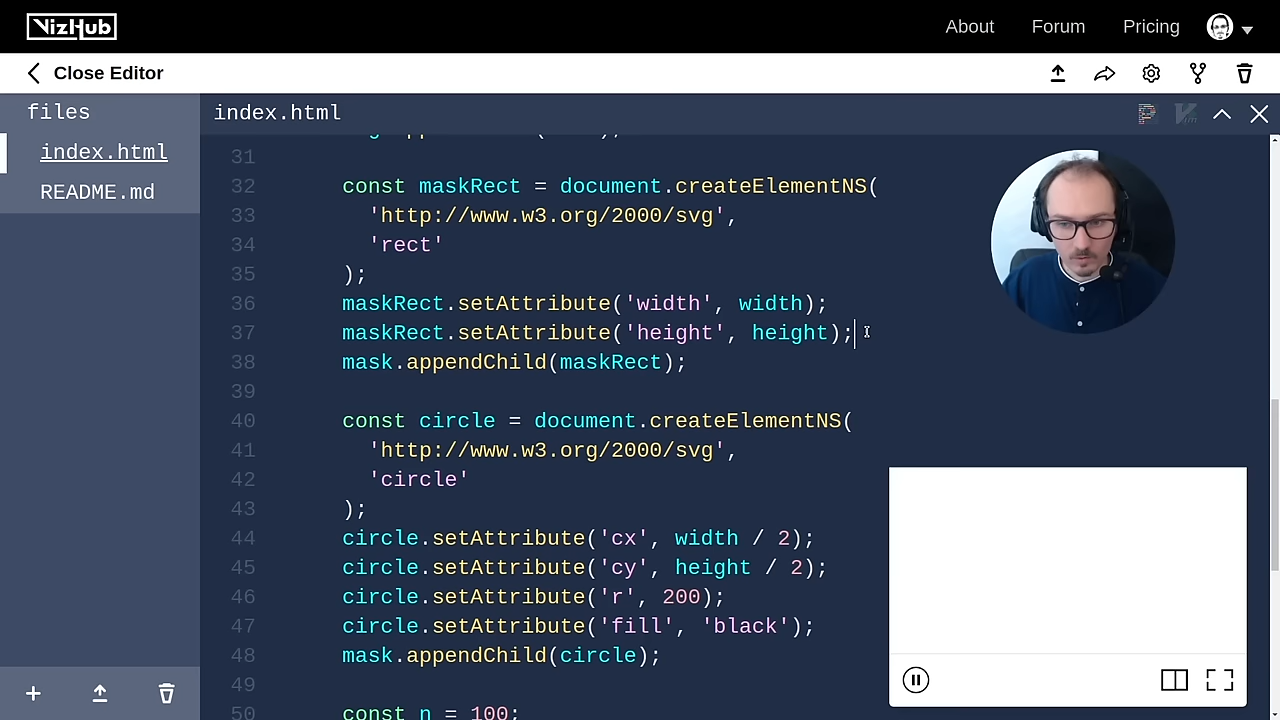 VizHub
About
Forum
Pricing
Close Editor
files
index.html
README.md
index.html
31
32 const maskRect = document.createElementNS(
33 'http://www.w3.org/2000/svg',
34 'rect'
35 );
36 maskRect.setAttribute('width', width);
37 maskRect.setAttribute('height', height);
38 mask.appendChild(maskRect);
39
40 const circle = document.createElementNS(
41 'http://www.w3.org/2000/svg',
42 'circle'
43 );
44 circle.setAttribute('cx', width / 2);
45 circle.setAttribute('cy', height / 2);
46 circle.setAttribute('r', 200);
47 circle.setAttribute('fill', 'black');
48 mask.appendChild(circle);
49
50 const n = 100;